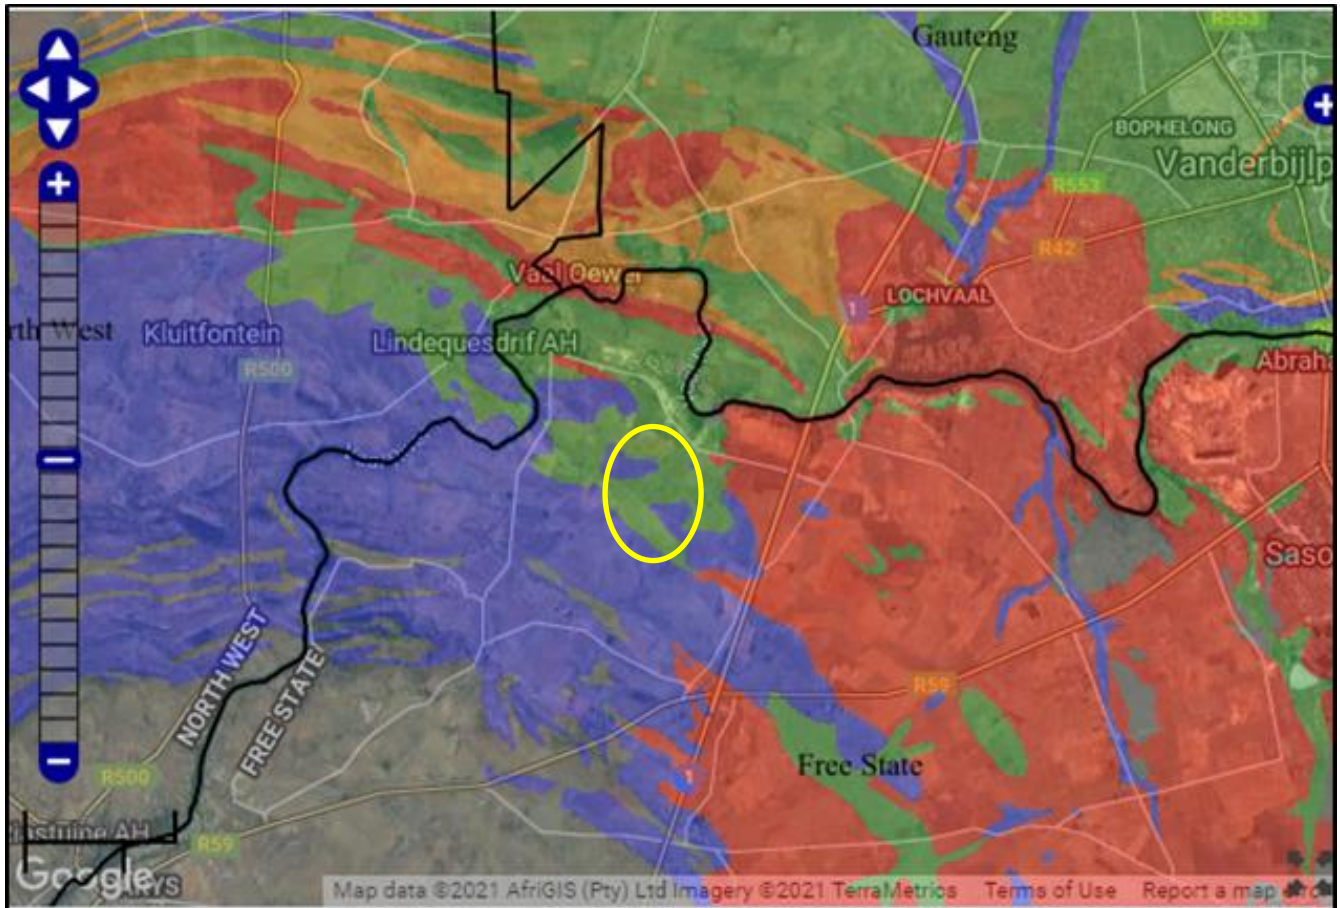 R553
Gauteng
BOPHELONG
Vanderbijlp
R553
R42
Vaal Oewer
LOCHVAAL
1
rth West
Kluitfontein
Lindequesdrif AH
R500
Abraha
Saso
NORTH WEST
FREE STATE
R59
Free State
R500
1
R59
Google
Map data ©2021 AfriGIS (Pty) Ltd Imagery ©2021 TerraMetrics Terms of Use Report a map